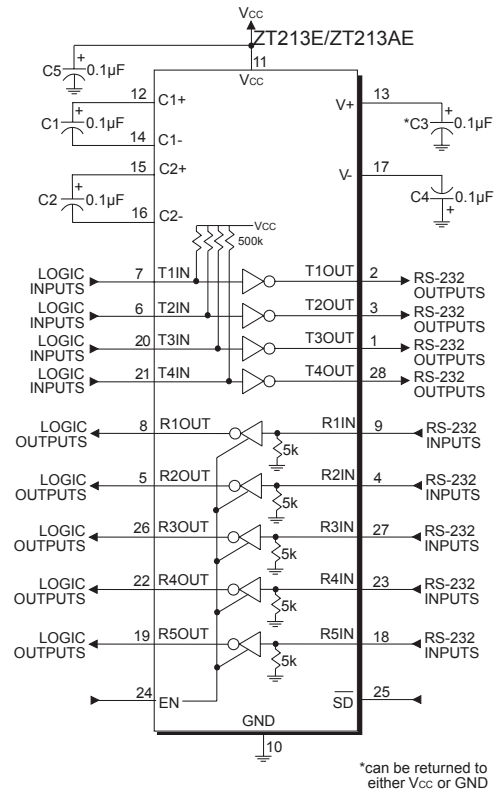 Vcc
ZT213E/ZT213AE
C5 + 0.1µF
11
Vcc
12 C1+
C1 + 0.1µF
14 C1-
15 C2+
C2 + 0.1µF
16 C2-
V+ 13
*C3 + 0.1µF
V- 17
C4 0.1µF +
Vcc
500k
LOGIC INPUTS 7 T1IN T1OUT 2 RS-232 OUTPUTS
LOGIC INPUTS 6 T2IN T2OUT 3 RS-232 OUTPUTS
LOGIC INPUTS 20 T3IN T3OUT 1 RS-232 OUTPUTS
LOGIC INPUTS 21 T4IN T4OUT 28 RS-232 OUTPUTS
LOGIC OUTPUTS 8 R1OUT R1IN 9 RS-232 INPUTS
5k
LOGIC OUTPUTS 5 R2OUT R2IN 4 RS-232 INPUTS
5k
LOGIC OUTPUTS 26 R3OUT R3IN 27 RS-232 INPUTS
5k
LOGIC OUTPUTS 22 R4OUT R4IN 23 RS-232 INPUTS
5k
LOGIC OUTPUTS 19 R5OUT R5IN 18 RS-232 INPUTS
5k
24 EN SD 25
GND
10
*can be returned to
either Vcc or GND